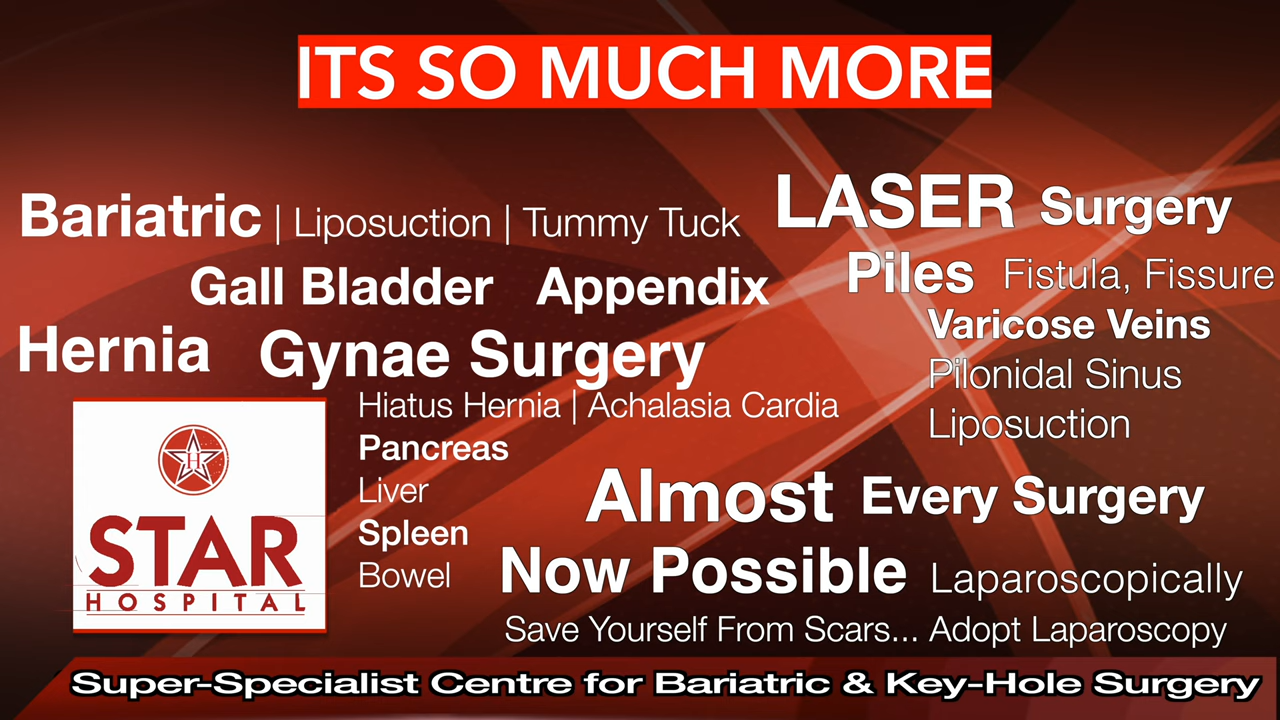 ITS SO MUCH MORE
Bariatric | Liposuction | Tummy Tuck
Gall Bladder Appendix
Hernia Gynae Surgery
Hiatus Hernia | Achalasia Cardia
Pancreas
Liver
Spleen
Bowel
LASER Surgery
Piles Fistula, Fissure
Varicose Veins
Pilonidal Sinus
Liposuction
Almost Every Surgery
Now Possible Laparoscopically
Save Yourself From Scars... Adopt Laparoscopy
H
STAR
HOSPITAL
Super-Specialist Centre for Bariatric & Key-Hole Surgery